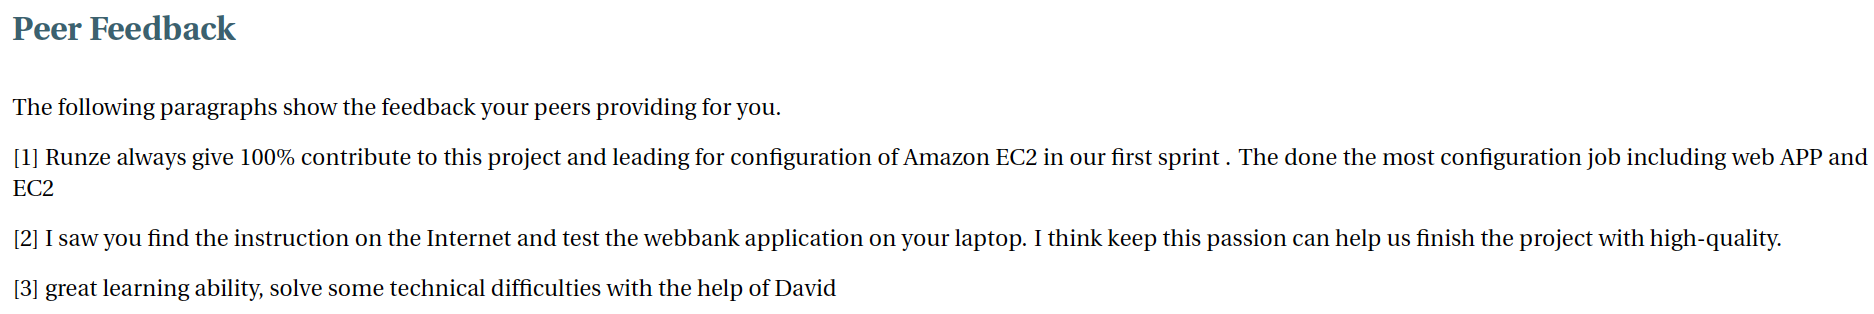 Peer Feedback
The following paragraphs show the feedback your peers providing for you.
[1] Runze always give 100% contribute to this project and leading for configuration of Amazon EC2 in our first sprint . The done the most configuration job including web APP and
EC2
[2] I saw you find the instruction on the Internet and test the webbank application on your laptop. I think keep this passion can help us finish the project with high-quality.
[3] great learning ability, solve some technical difficulties with the help of David